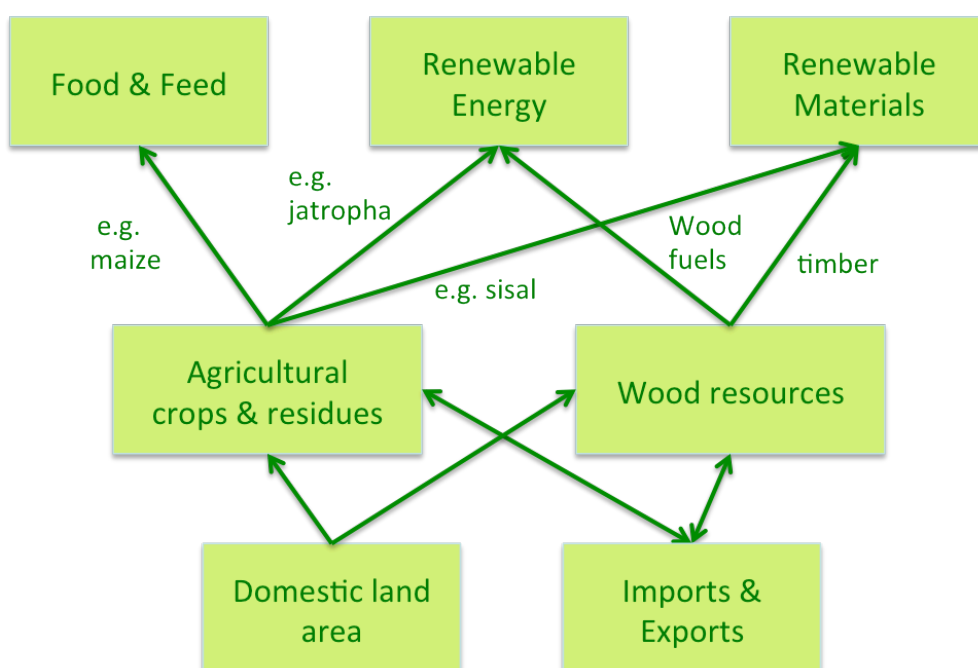 Food & Feed
Renewable
Energy
Renewable
Materials
e.g.
maize
e.g.
jatropha
e.g. sisal
Wood
fuels
timber
Agricultural
crops & residues
Wood resources
Domestic land
area
Imports &
Exports